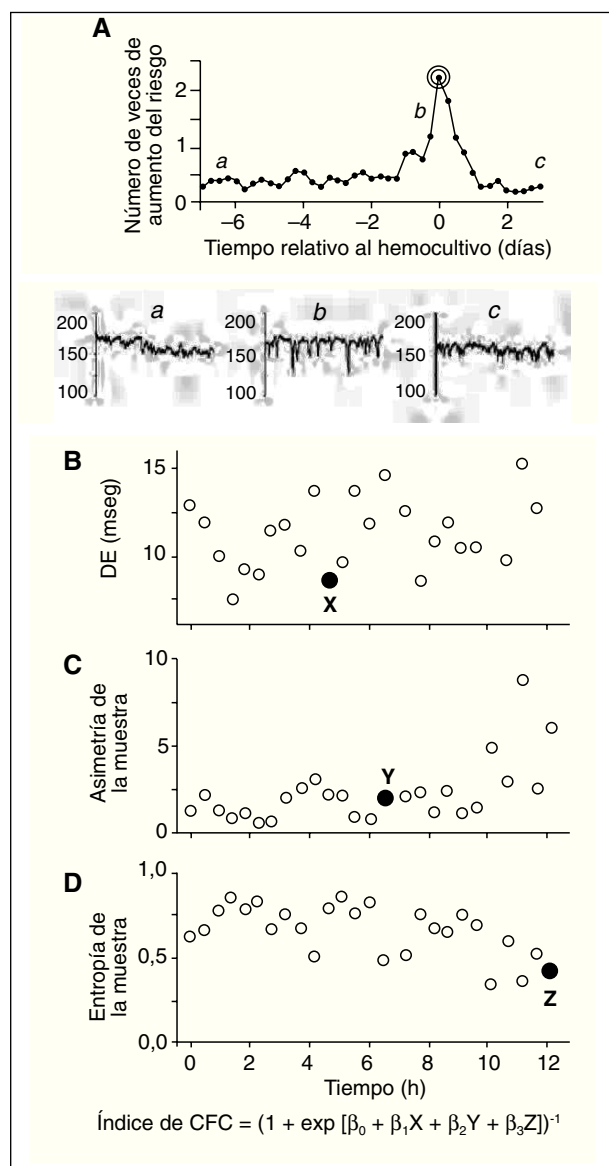 A
Número de veces de
aumento del riesgo
2
1
0
a
b
c
–6
–4
–2
0
2
Tiempo relativo al hemocultivo (días)
a
b
c
200
150
100
200
150
100
200
150
100
B
DE (mseg)
15
10
X
C
Asimetría de
la muestra
10
5
0
Y
D
Entropía de
la muestra
1,0
0,5
0,0
Z
0
2
4
6
8
10
12
Tiempo (h)
Índice de CFC = (1 + exp [β₀ + β₁X + β₂Y + β₃Z])⁻¹